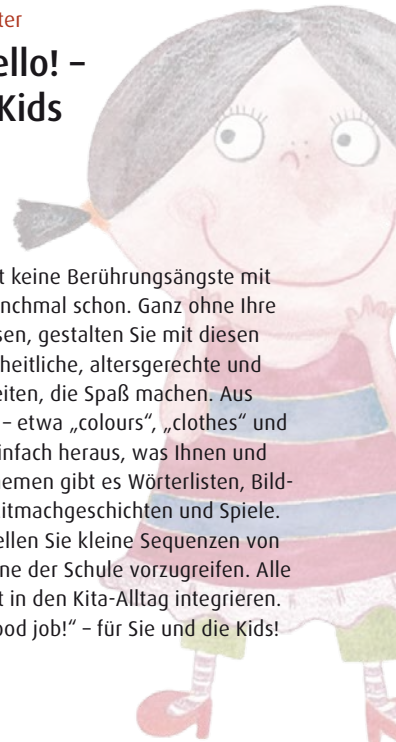 ter
ello! –
Kids
t keine Berührungsängste mit
nchmal schon. Ganz ohne Ihre
sen, gestalten Sie mit diesen
heitliche, altersgerechte und
eiten, die Spaß machen. Aus
– etwa „colours“, „clothes“ und
infach heraus, was Ihnen und
emen gibt es Wörterlisten, Bild-
itmachgeschichten und Spiele.
ellen Sie kleine Sequenzen von
ne der Schule vorzugreifen. Alle
t in den Kita-Alltag integrieren.
ood job!“ – für Sie und die Kids!